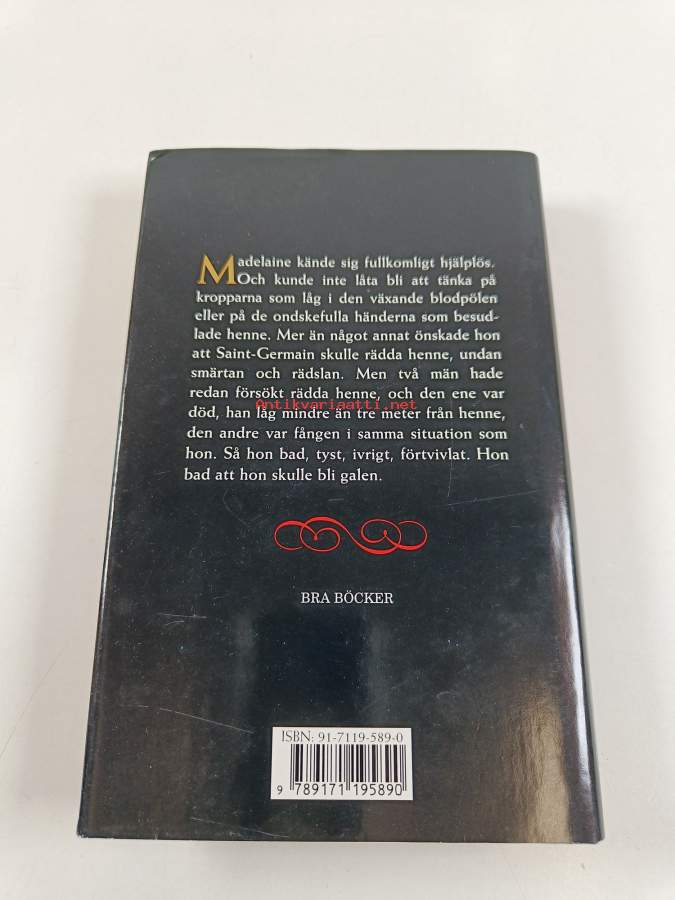 Madelaine kände sig fullkomligt hjälplös.
Och kunde inte låta bli att tänka på
kropparna som låg i den växande blodpölen
eller på de ondskefulla händerna som besud-
lade henne. Mer än något annat önskade hon
att Saint-Germain skulle rädda henne, undan
smärtan och rädslan. Men två män hade
redan försökt rädda henne, och den ene var
Antikvariaatti.net
död, han låg mindre än tre meter från henne,
den andre var fången i samma situation som
hon. Så hon bad, tyst, ivrigt, förtvivlat. Hon
bad att hon skulle bli galen.
BRA BÖCKER
ISBN: 91-7119-589-0
9 789171 195890